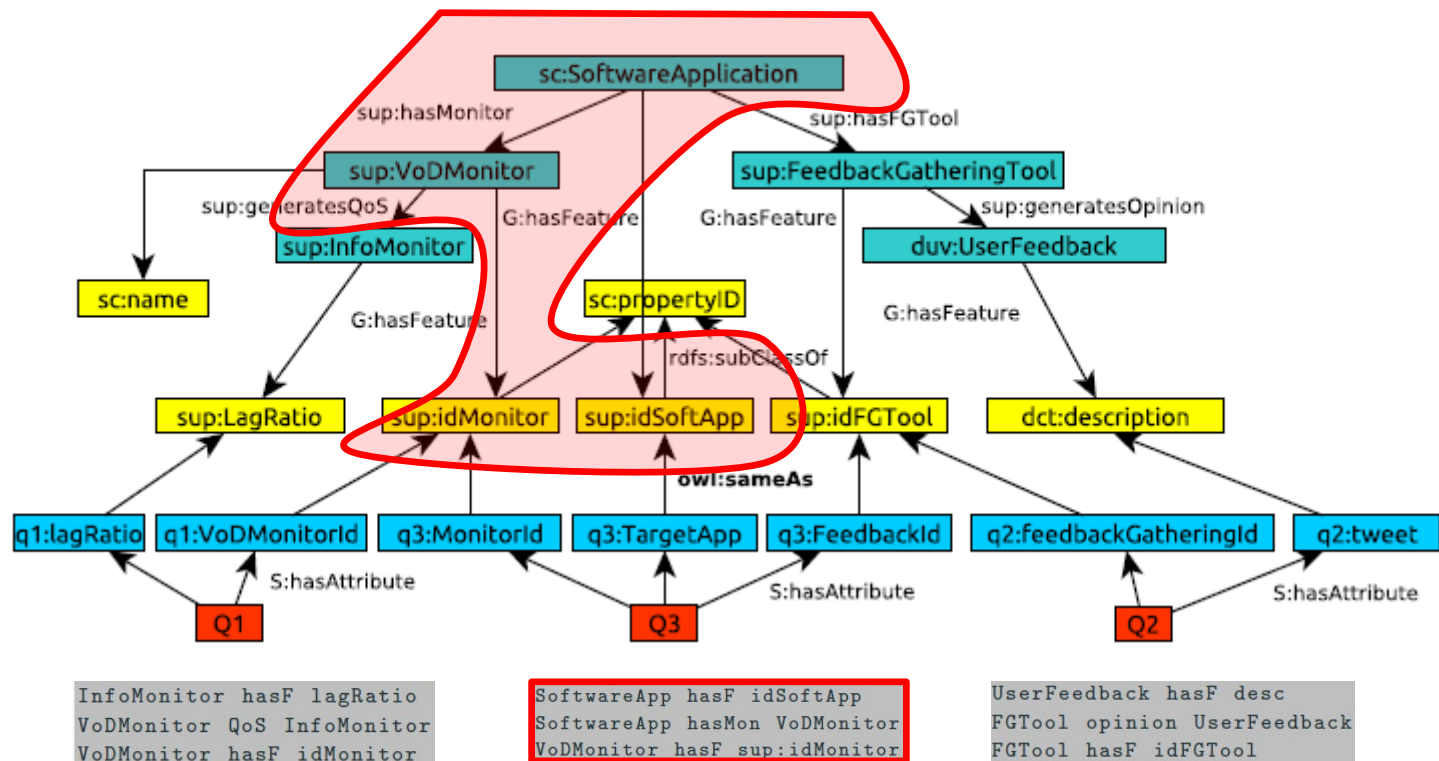 sc:SoftwareApplication
sup:hasMonitor
sup:hasFGTool
sup:VoDMonitor
sup:FeedbackGatheringTool
sup:generatesQoS
G:hasFeature
G:hasFeature
sup:generatesOpinion
sup:InfoMonitor
duv:UserFeedback
sc:name
sc:propertyID
G:hasFeature
G:hasFeature
rdfs:subClassOf
sup:LagRatio
sup:idMonitor
sup:idSoftApp
sup:idFGTool
dct:description
owl:sameAs
q1:lagRatio
q1:VoDMonitorId
q3:MonitorId
q3:TargetApp
q3:FeedbackId
q2:feedbackGatheringId
q2:tweet
S:hasAttribute
S:hasAttribute
S:hasAttribute
Q1
Q3
Q2
InfoMonitor hasF lagRatio
VoDMonitor QoS InfoMonitor
VoDMonitor hasF idMonitor
SoftwareApp hasF idSoftApp
SoftwareApp hasMon VoDMonitor
VoDMonitor hasF sup:idMonitor
UserFeedback hasF desc
FGTool opinion UserFeedback
FGTool hasF idFGTool